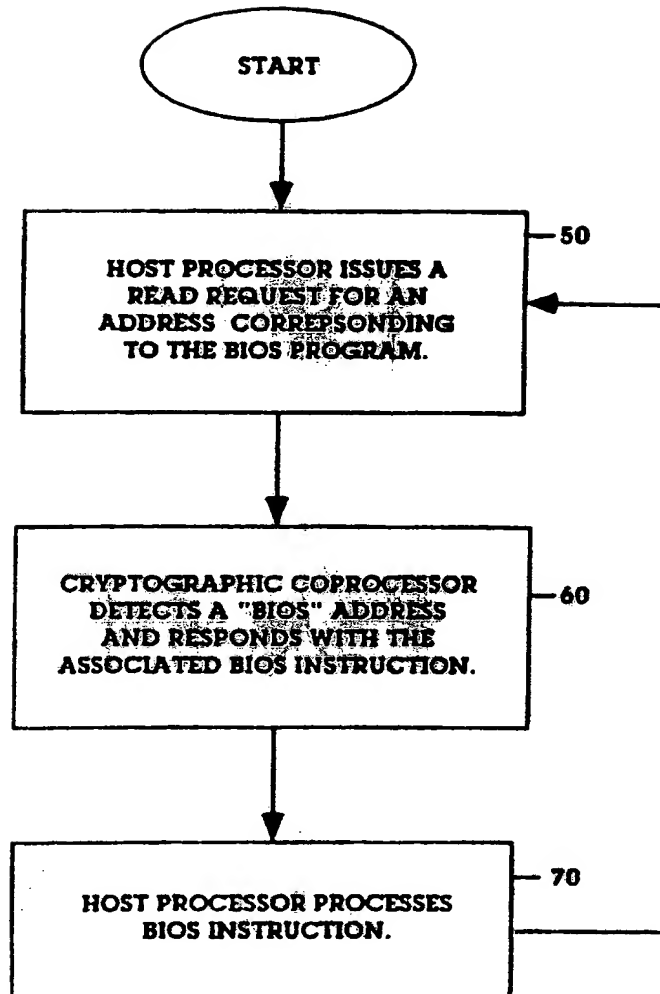 START
50
HOST PROCESSOR ISSUES A
READ REQUEST FOR AN
ADDRESS CORREPSONDING
TO THE BIOS PROGRAM.
60
CRYPTOGRAPHIC COPROCESSOR
DETECTS A "BIOS" ADDRESS
AND RESPONDS WITH THE
ASSOCIATED BIOS INSTRUCTION.
70
HOST PROCESSOR PROCESSES
BIOS INSTRUCTION.